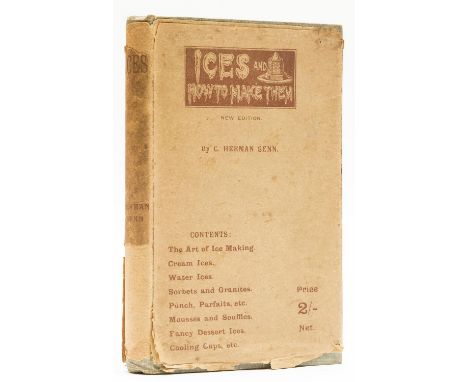 ICES AND
HOW TO MAKE THEM
NEW EDITION.
By C. HERMAN SENN.
CONTENTS:
The Art of Ice Making.
Cream Ices.
Water Ices.
Sorbets and Granites.
Punch, Parfaits, etc.
Mousses and Souffles.
Fancy Dessert Ices.
Cooling Cups, etc.
Price
2/-
Net.